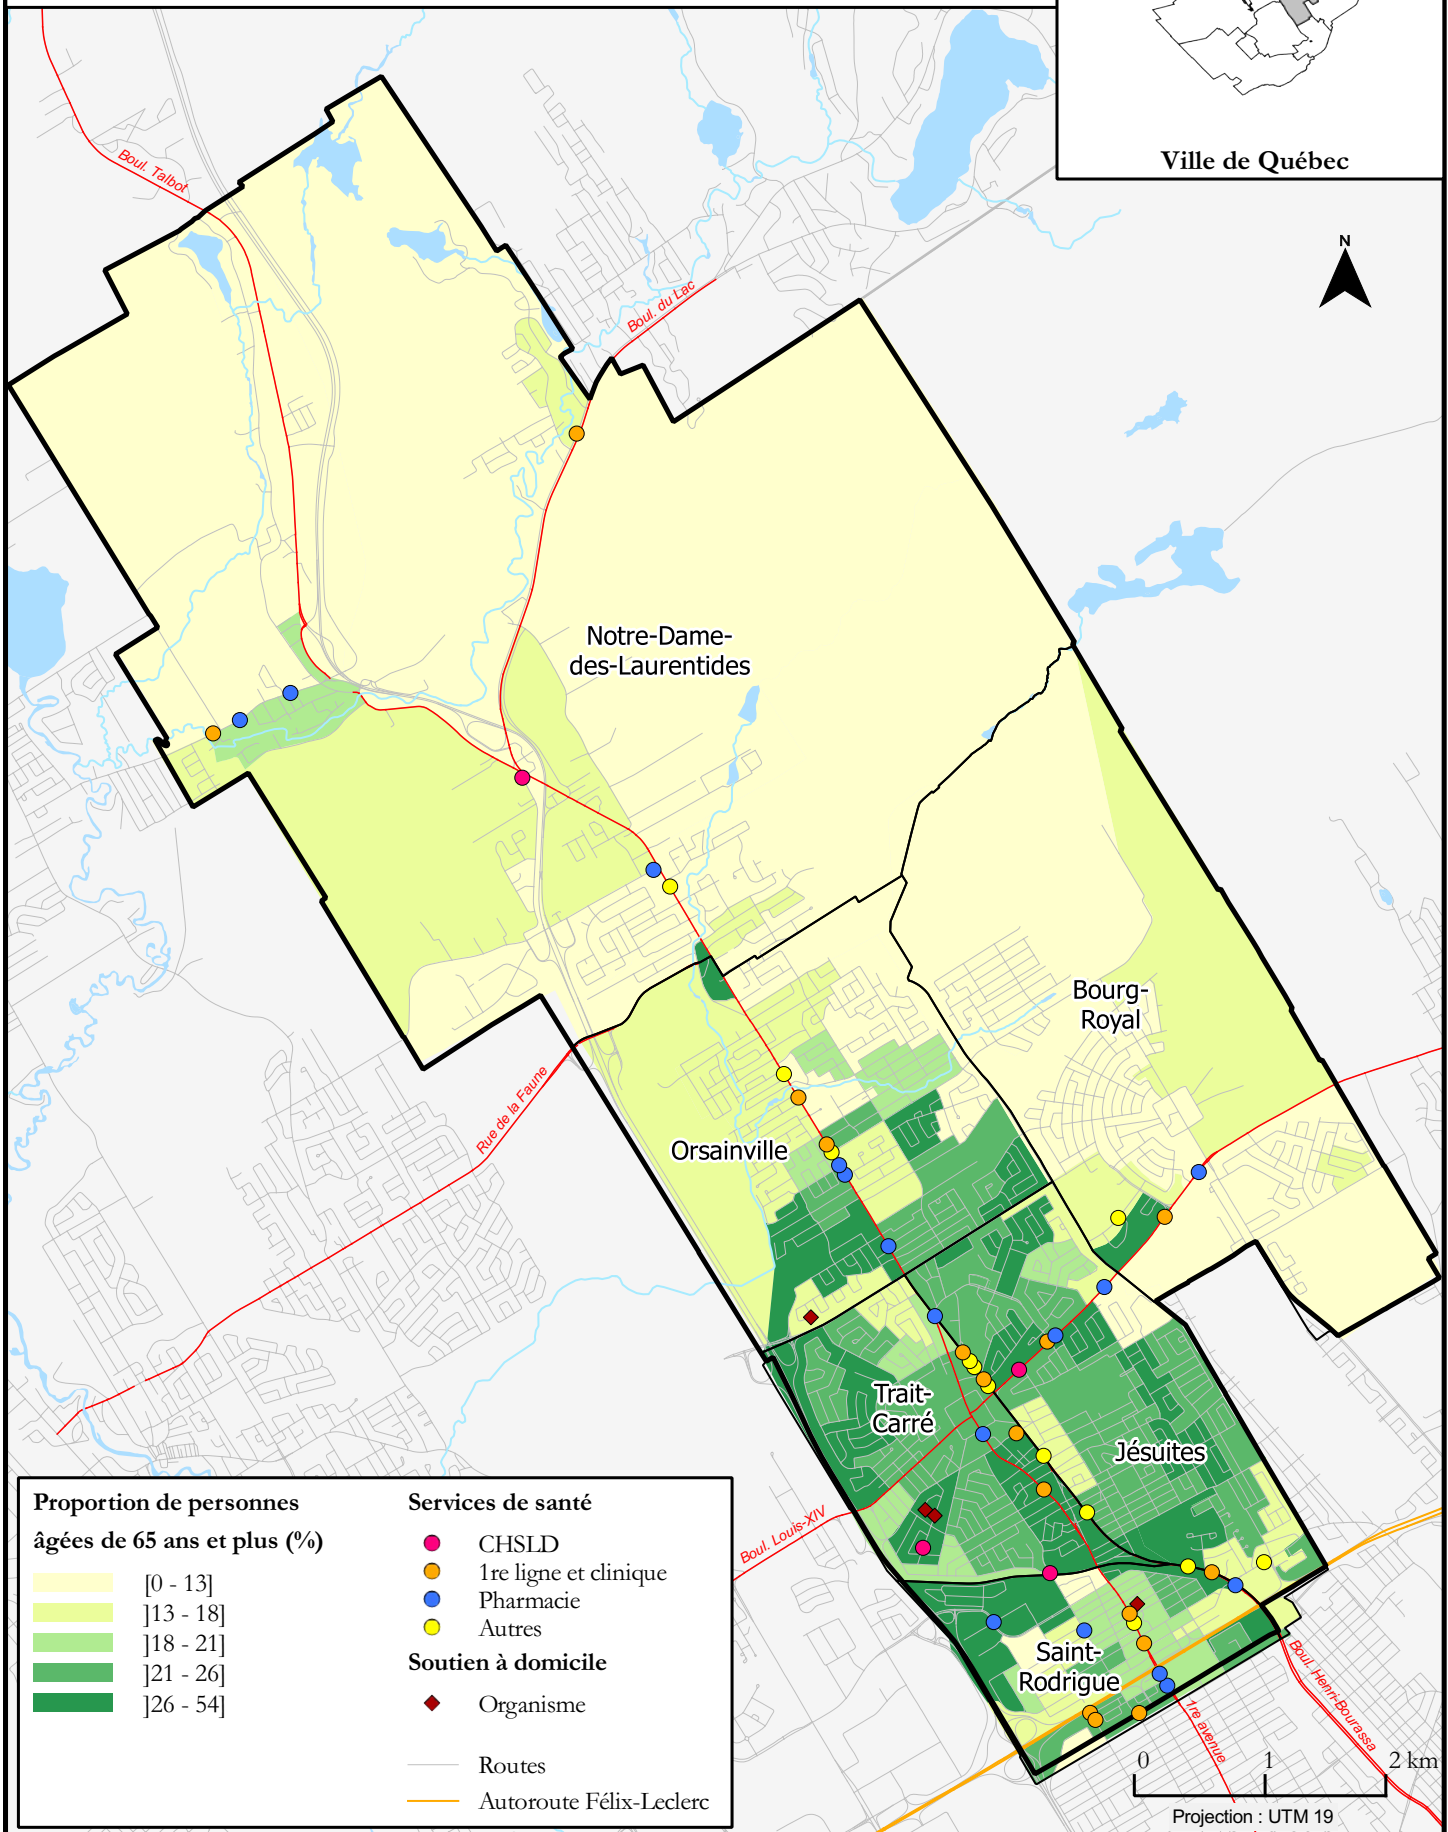 Ville de Québec
N
Boul. Talbot
Boul. du Lac
Notre-Dame-
des-Laurentides
Bourg-
Royal
Rue de la Faune
Orsainville
Trait-
Carré
Jésuites
Boul. Louis-XIV
Saint-
Rodrigue
1re avenue
Boul. Henri-Bourassa
Proportion de personnes
âgées de 65 ans et plus (%)
[0 - 13]
]13 - 18]
]18 - 21]
]21 - 26]
]26 - 54]
Services de santé
CHSLD
1re ligne et clinique
Pharmacie
Autres
Soutien à domicile
Organisme
Routes
Autoroute Félix-Leclerc
0 1 2 km
Projection : UTM 19